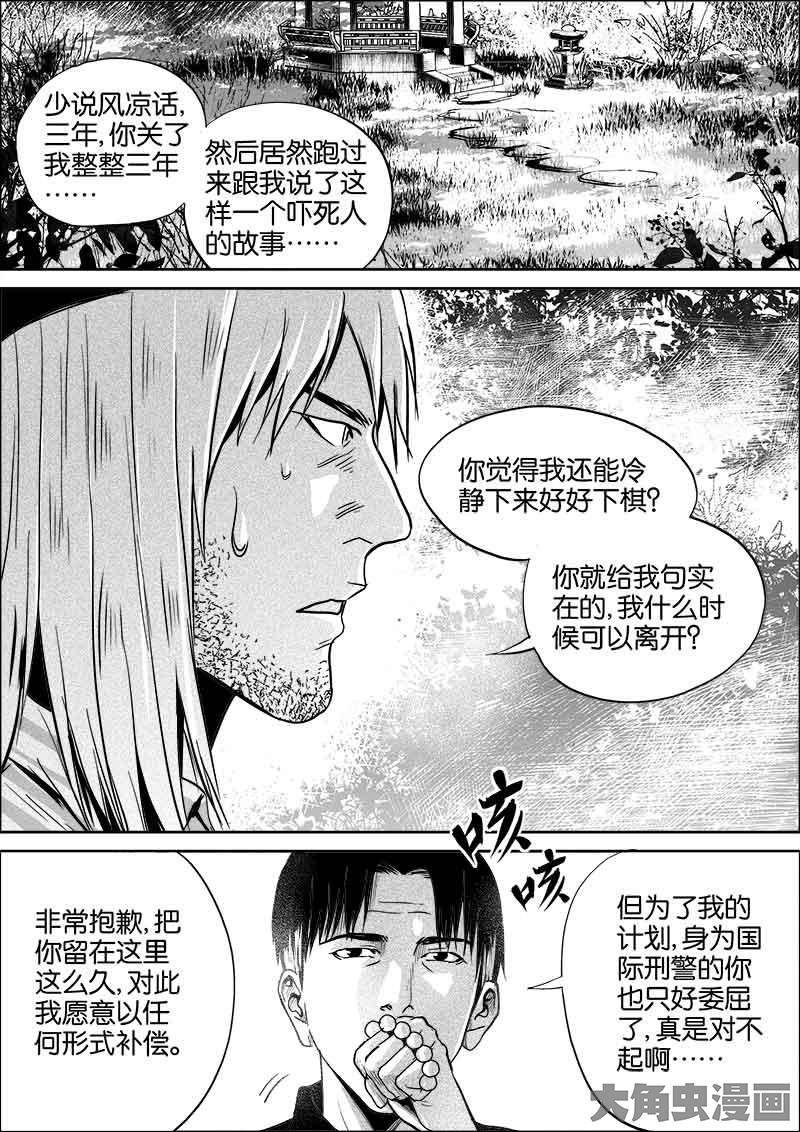 少说风凉话,
三年,你关了
我整整三年
……
然后居然跑过
来跟我说了这
样一个吓死人
的故事……
你觉得我还能冷
静下来好好下棋?
你就给我句实
在的,我什么时
候可以离开?
咳
咳
非常抱歉,把
你留在这里
这么久,对此
我愿意以任
何形式补偿。
但为了我的
计划,身为国
际刑警的你
也只好委屈
了,真是对不
起啊……
大角虫漫画